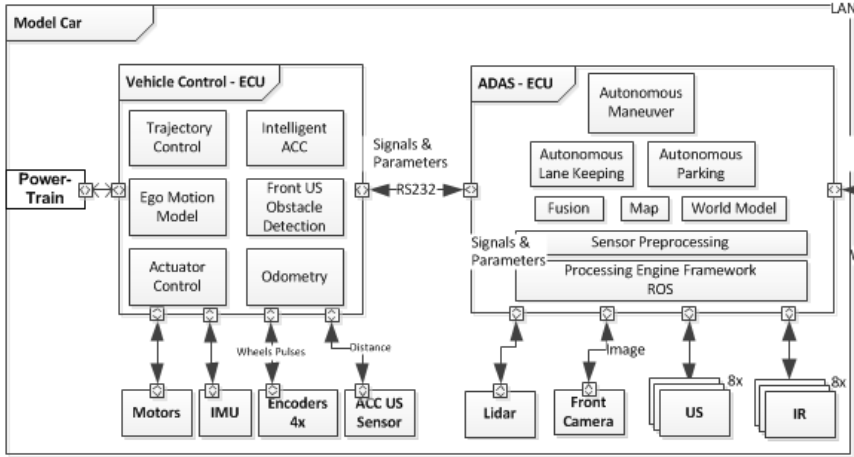 Model Car
LAN
Vehicle Control - ECU
Trajectory
Control
Intelligent
ACC
Ego Motion
Model
Front US
Obstacle
Detection
Actuator
Control
Odometry
Power-
Train
Signals &
Parameters
RS232
ADAS - ECU
Autonomous
Maneuver
Autonomous
Lane Keeping
Autonomous
Parking
Fusion
Map
World Model
Signals &
Parameters
Sensor Preprocessing
Processing Engine Framework
ROS
Wheels Pulses
Distance
Image
Motors
IMU
Encoders
4x
ACC US
Sensor
Lidar
Front
Camera
8x
US
8x
IR